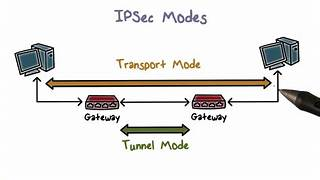 IPSec Modes
Transport Mode
Gateway
Gateway
Tunnel Mode